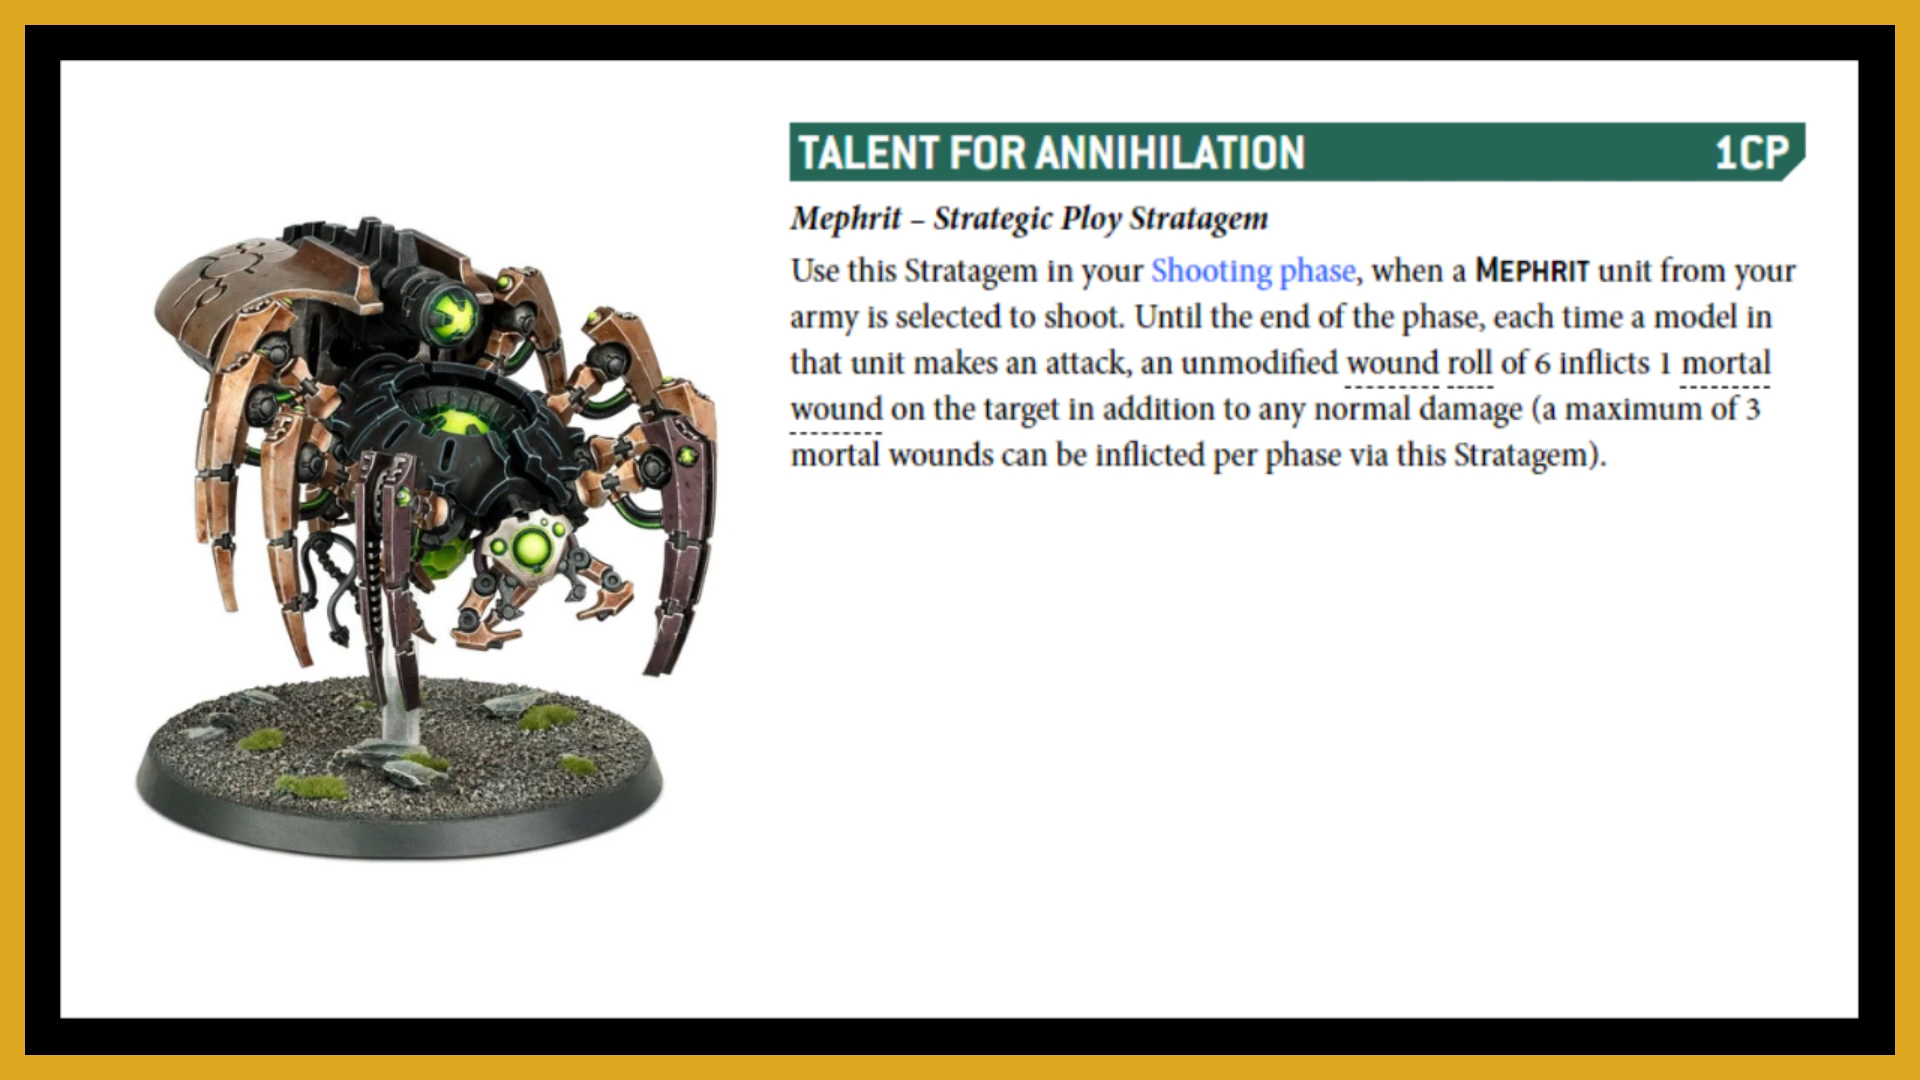 TALENT FOR ANNIHILATION 1CP
Mephrit – Strategic Ploy Stratagem
Use this Stratagem in your Shooting phase, when a MEPHRIT unit from your
army is selected to shoot. Until the end of the phase, each time a model in
that unit makes an attack, an unmodified wound roll of 6 inflicts 1 mortal
wound on the target in addition to any normal damage (a maximum of 3
mortal wounds can be inflicted per phase via this Stratagem).